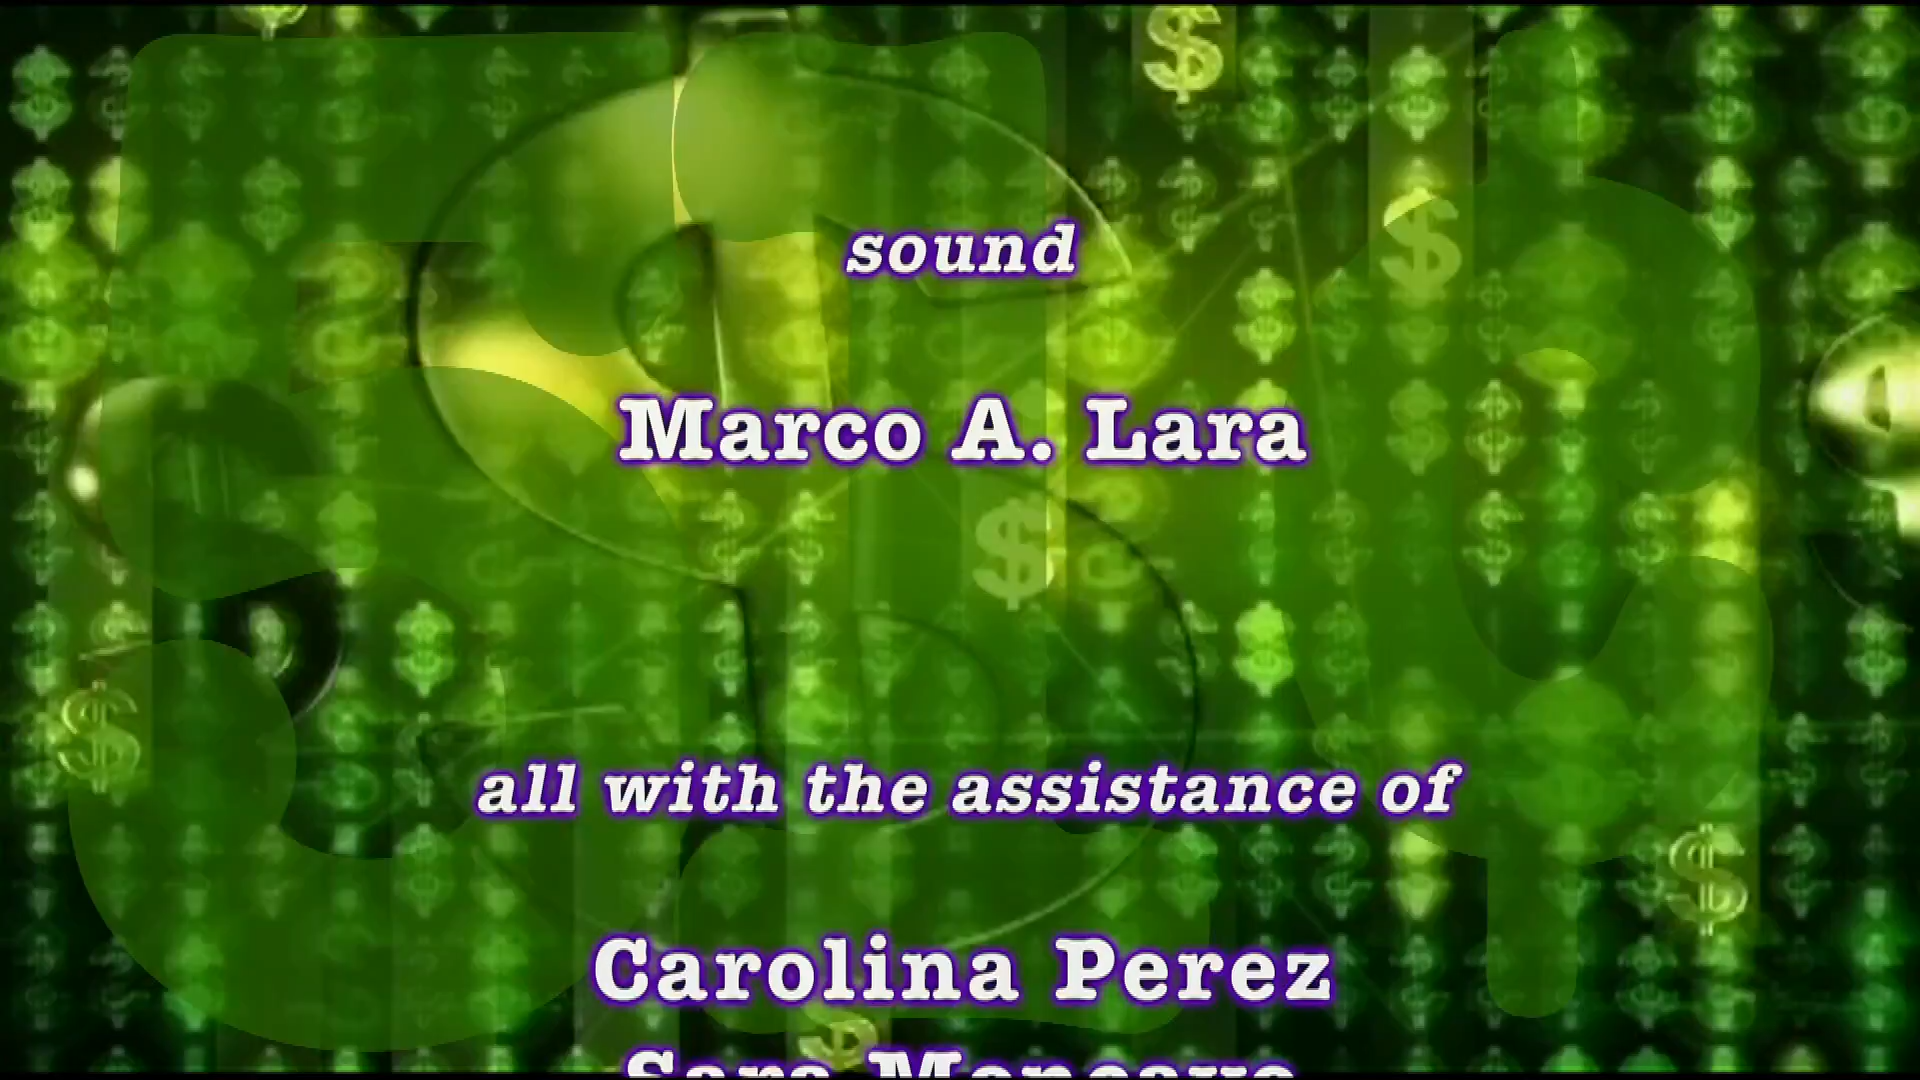 sound
Marco A. Lara
all with the assistance of
Carolina Perez